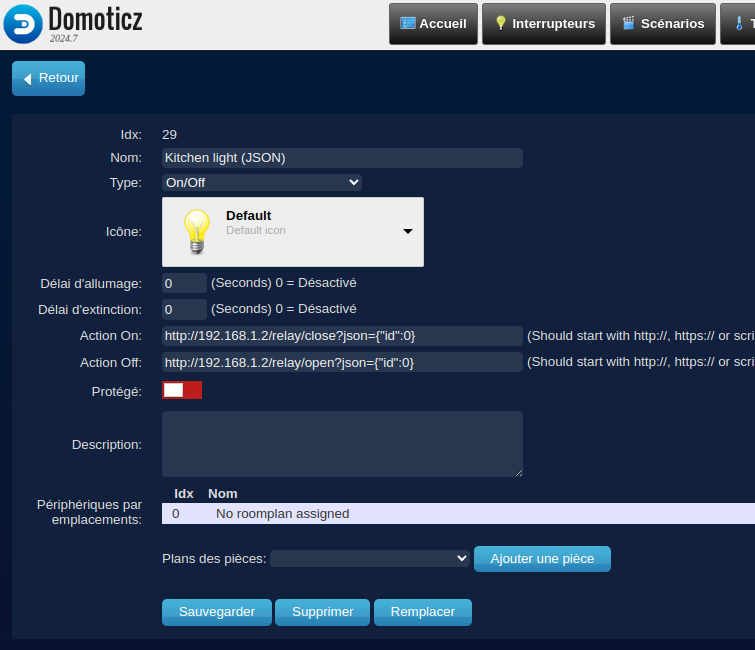 Domoticz
2024.7
Accueil
Interrupteurs
Scénarios
T
Retour
Idx: 29
Nom: Kitchen light (JSON)
Type: On/Off
Icône: Default
Default icon
Délai d'allumage: 0 (Seconds) 0 = Désactivé
Délai d'extinction: 0 (Seconds) 0 = Désactivé
Action On: http://192.168.1.2/relay/close?json={"id":0} (Should start with http://, https:// or scri
Action Off: http://192.168.1.2/relay/open?json={"id":0} (Should start with http://, https:// or scri
Protégé:
Description:
Périphériques par
emplacements:
Idx Nom
0 No roomplan assigned
Plans des pièces: Ajouter une pièce
Sauvegarder Supprimer Remplacer